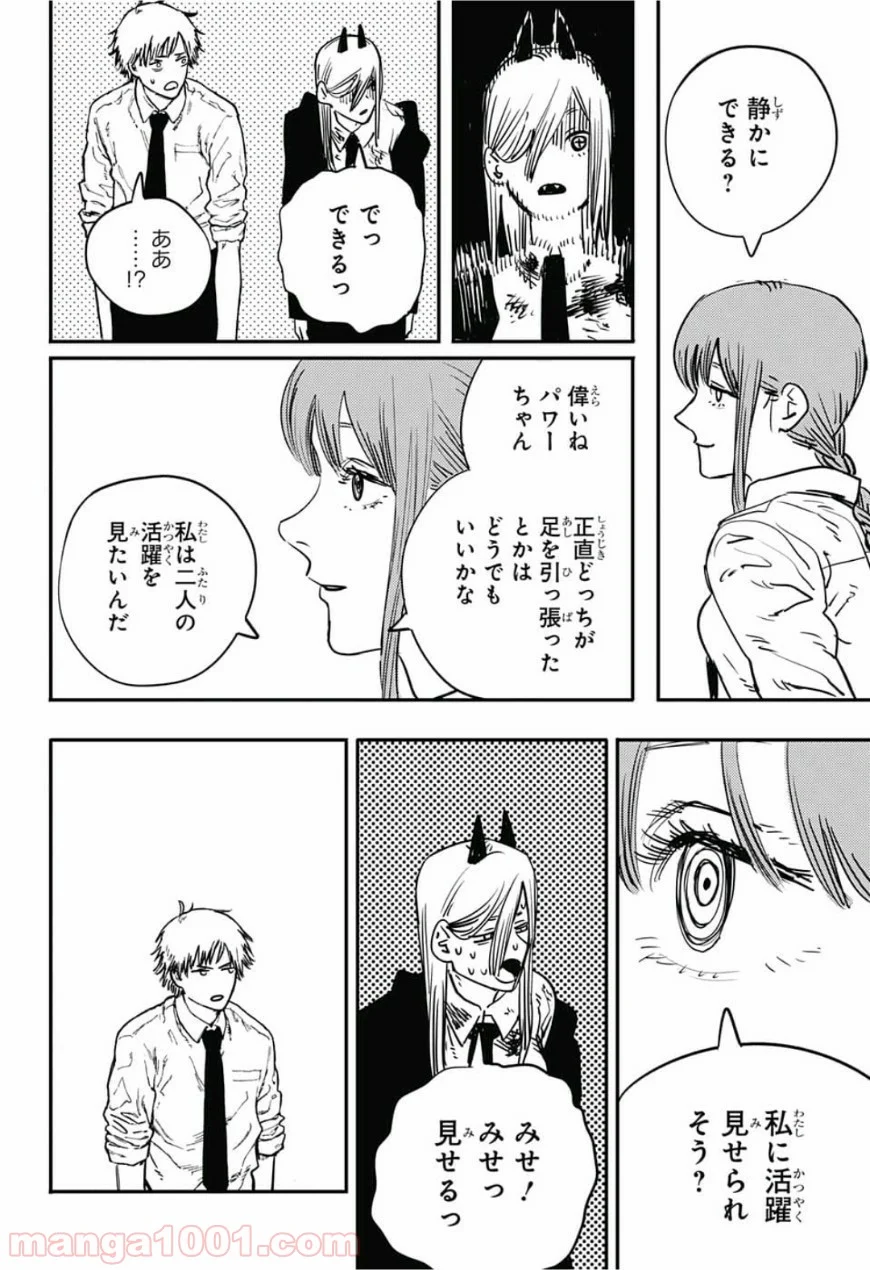 静かに
できる？
でっ
できるっ
ああ
……!?
偉いね
パワー
ちゃん
正直どっちが
足を引っ張った
とかは
どうでも
いいかな
私は二人の
活躍を
見たいんだ
私に活躍
見せられ
そう？
みせ！
みせっ
見せるっ
manga1001.com